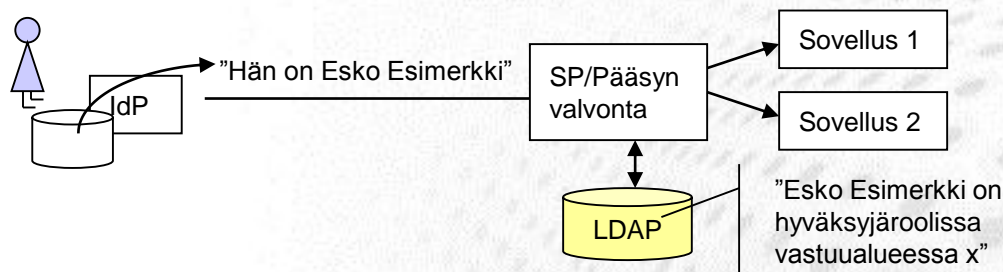 ”Hän on Esko Esimerkki”
IdP
SP/Pääsyn
valvonta
Sovellus 1
Sovellus 2
LDAP
”Esko Esimerkki on
hyväksyjäroolissa
vastuualueessa x”